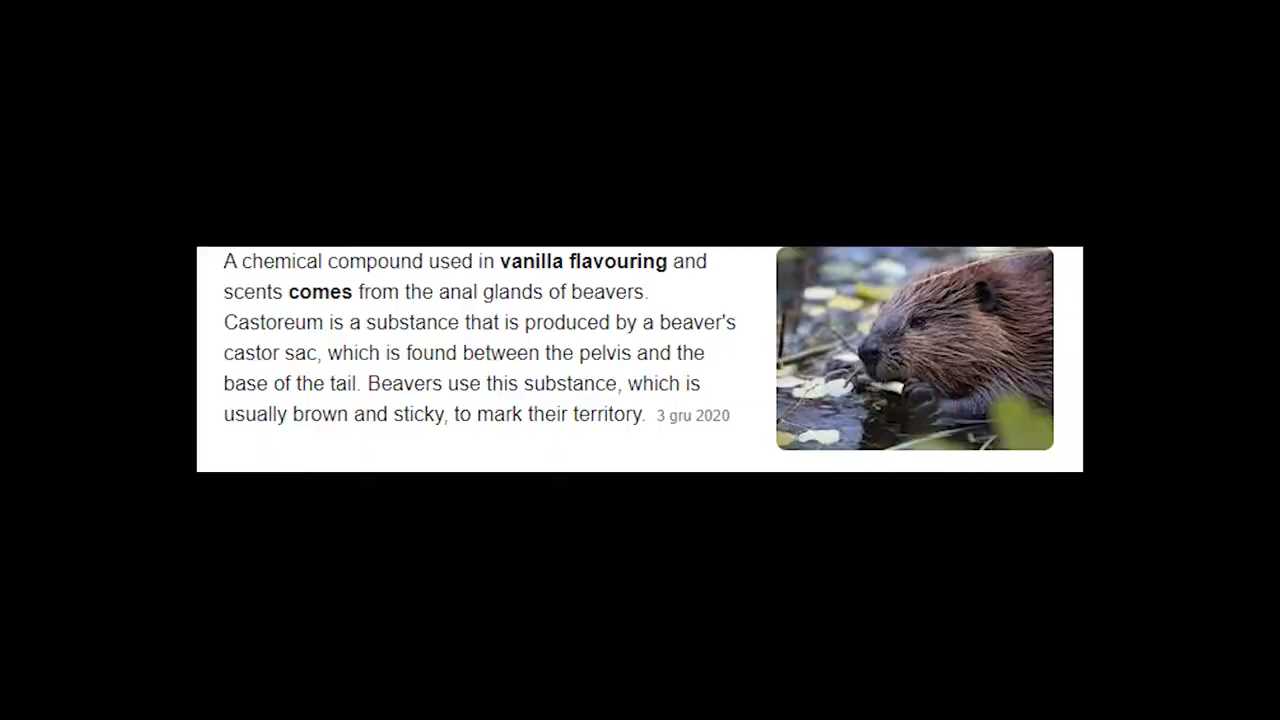 A chemical compound used in vanilla flavouring and
scents comes from the anal glands of beavers.
Castoreum is a substance that is produced by a beaver's
castor sac, which is found between the pelvis and the
base of the tail. Beavers use this substance, which is
usually brown and sticky, to mark their territory. 3 gru 2020